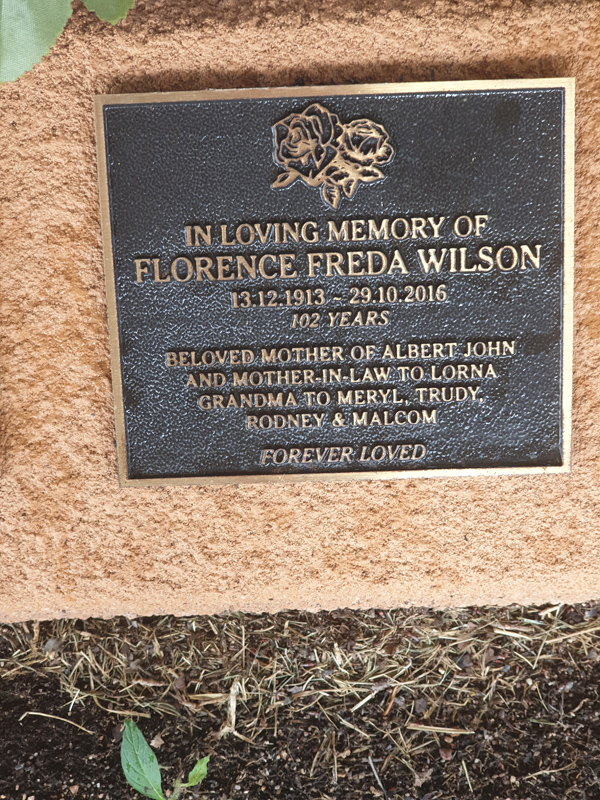 IN LOVING MEMORY OF
FLORENCE FREDA WILSON
13.12.1913 ~ 29.10.2016
102 YEARS
BELOVED MOTHER OF ALBERT JOHN
AND MOTHER-IN-LAW TO LORNA
GRANDMA TO MERYL, TRUDY,
RODNEY & MALCOM
FOREVER LOVED